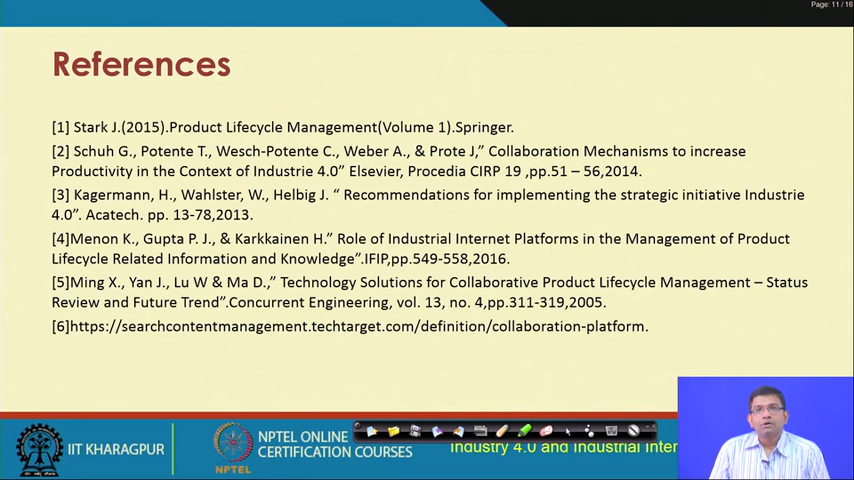 Page: 11 / 16
References
[1] Stark J.(2015).Product Lifecycle Management(Volume 1).Springer.
[2] Schuh G., Potente T., Wesch-Potente C., Weber A., & Prote J,” Collaboration Mechanisms to increase
Productivity in the Context of Industrie 4.0” Elsevier, Procedia CIRP 19 ,pp.51 – 56,2014.
[3] Kagermann, H., Wahlster, W., Helbig J. “ Recommendations for implementing the strategic initiative Industrie
4.0”. Acatech. pp. 13-78,2013.
[4]Menon K., Gupta P. J., & Karkkainen H.” Role of Industrial Internet Platforms in the Management of Product
Lifecycle Related Information and Knowledge”.IFIP,pp.549-558,2016.
[5]Ming X., Yan J., Lu W & Ma D.,” Technology Solutions for Collaborative Product Lifecycle Management – Status
Review and Future Trend”.Concurrent Engineering, vol. 13, no. 4,pp.311-319,2005.
[6]https://searchcontentmanagement.techtarget.com/definition/collaboration-platform.
IIT KHARAGPUR
NPTEL
NPTEL ONLINE
CERTIFICATION COURSES
Industry 4.0 and Industrial Inter